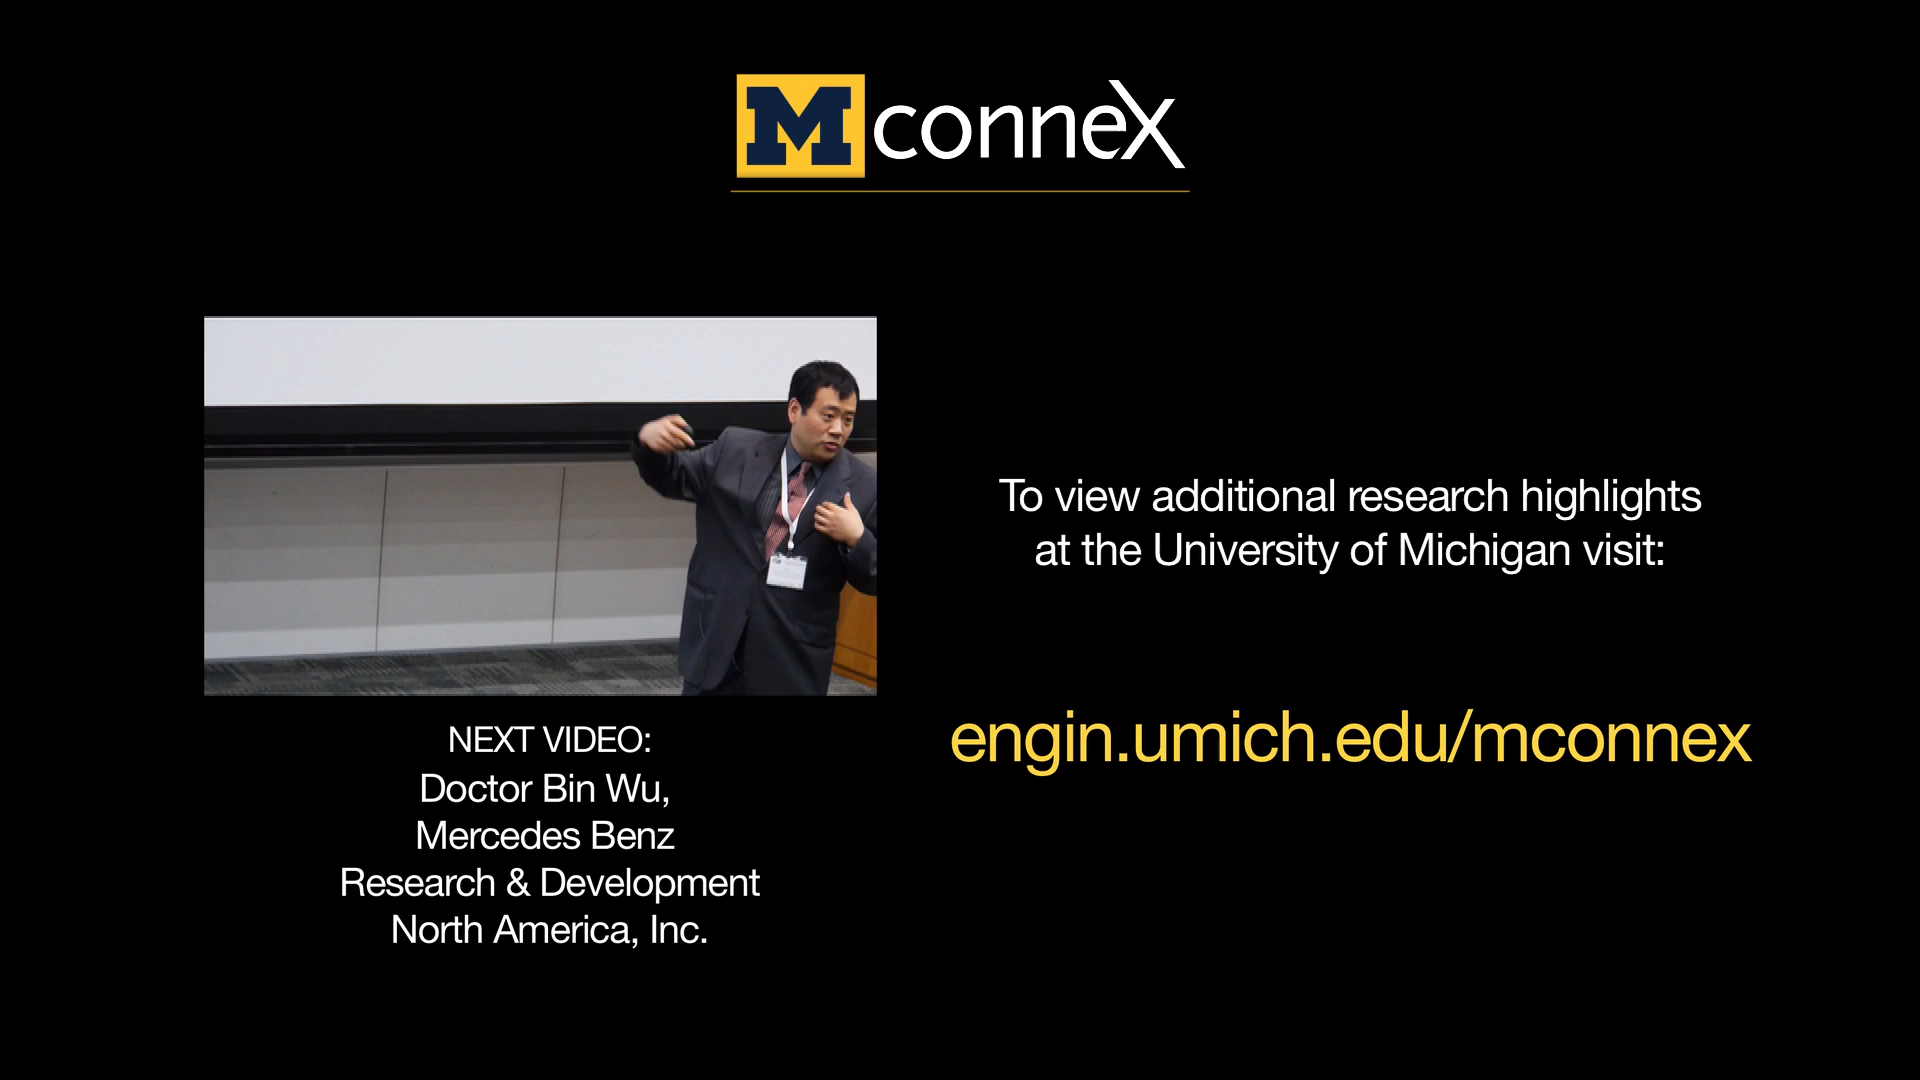 M conneX
NEXT VIDEO:
Doctor Bin Wu,
Mercedes Benz
Research & Development
North America, Inc.
To view additional research highlights
at the University of Michigan visit:
engin.umich.edu/mconnex